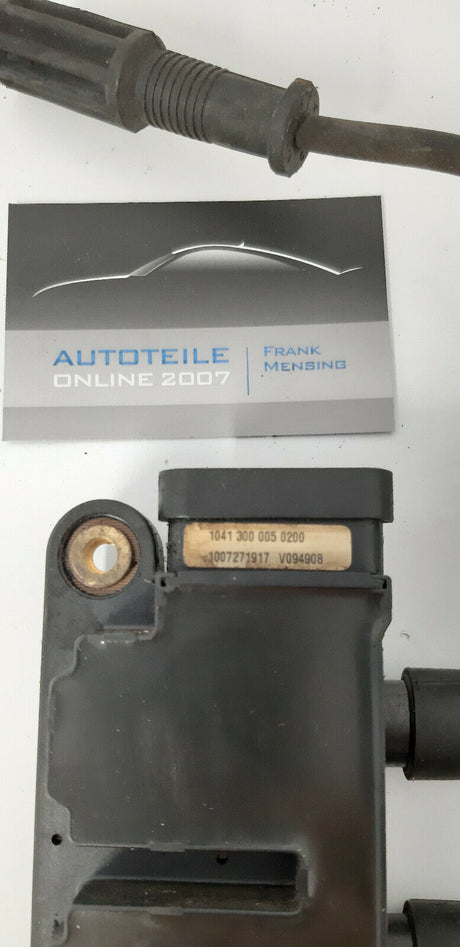 AUTOTEILE
ONLINE 2007
FRANK
MENSING
1041 300 005 0200
1007271917 V094908